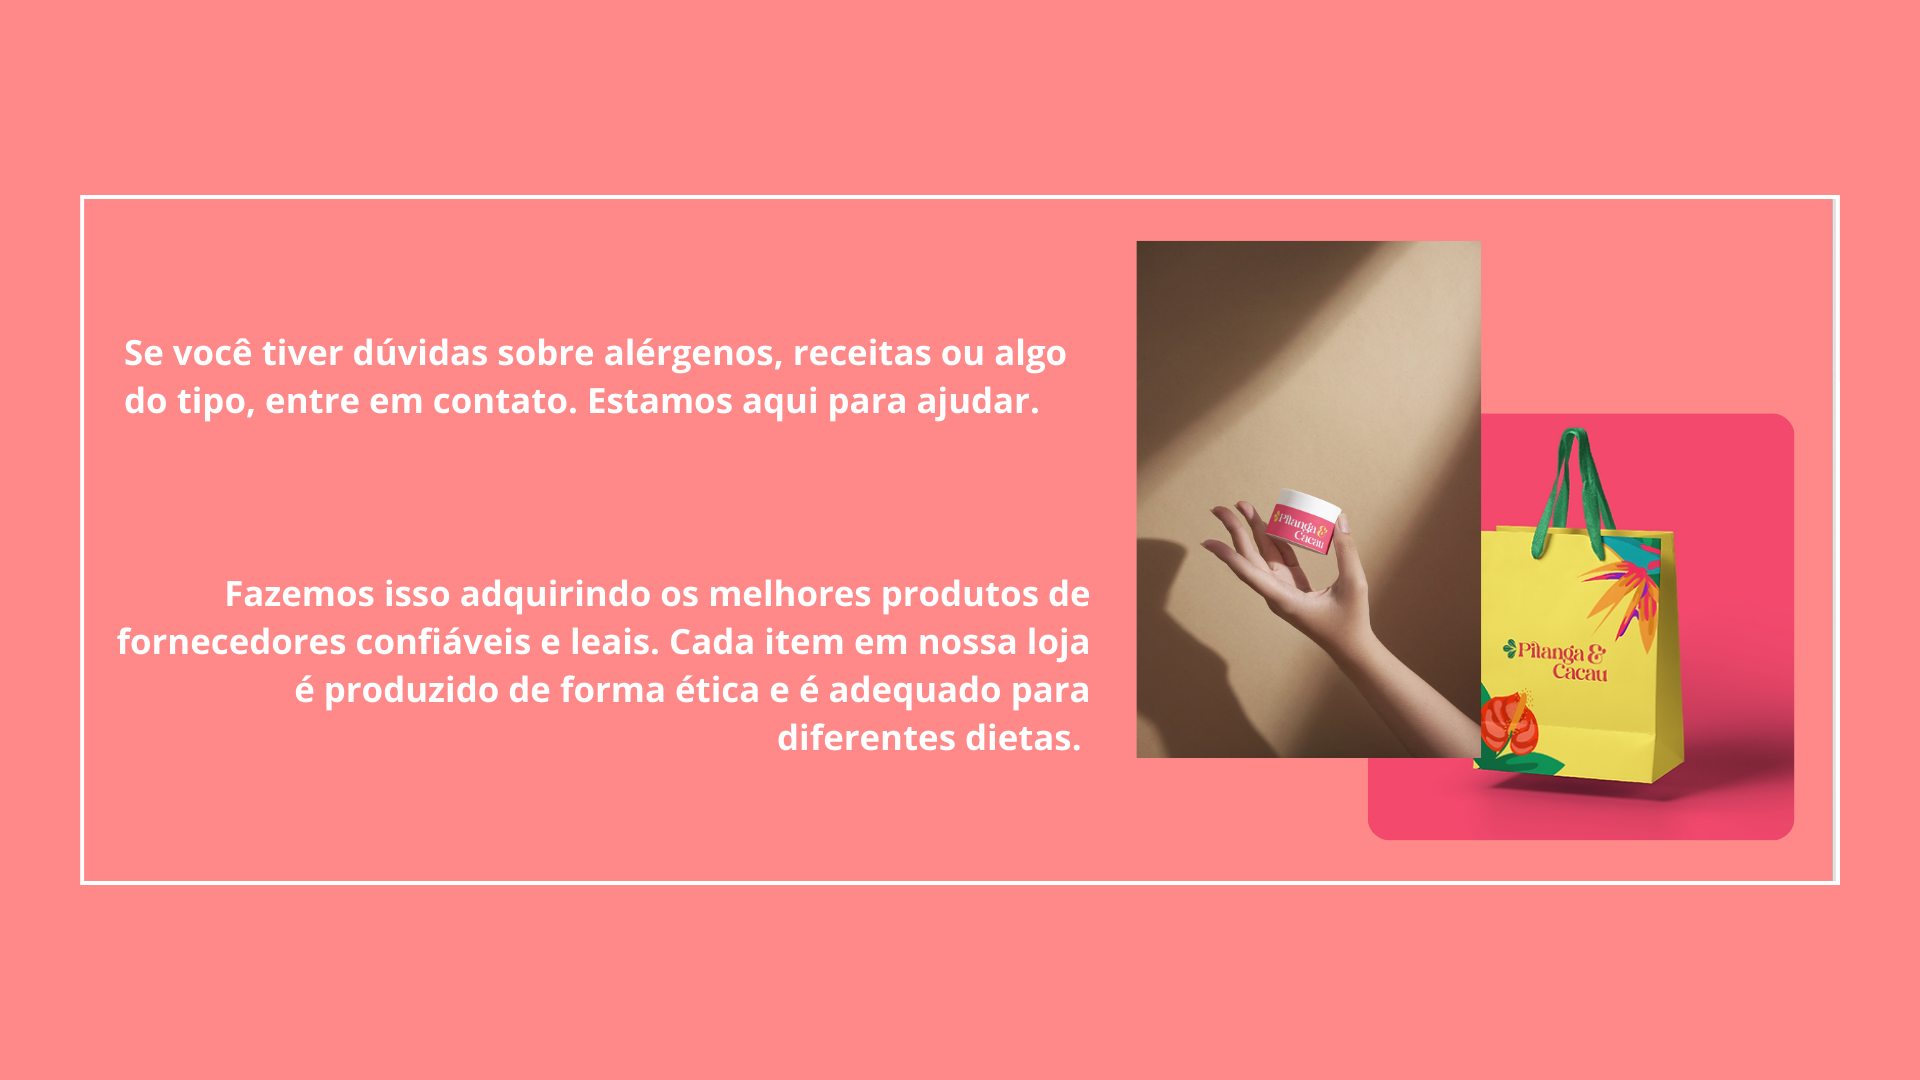 Se você tiver dúvidas sobre alérgenos, receitas ou algo
do tipo, entre em contato. Estamos aqui para ajudar.
Fazemos isso adquirindo os melhores produtos de
fornecedores confiáveis e leais. Cada item em nossa loja
é produzido de forma ética e é adequado para
diferentes dietas.
Pitanga &
Cacau
Pitanga &
Cacau